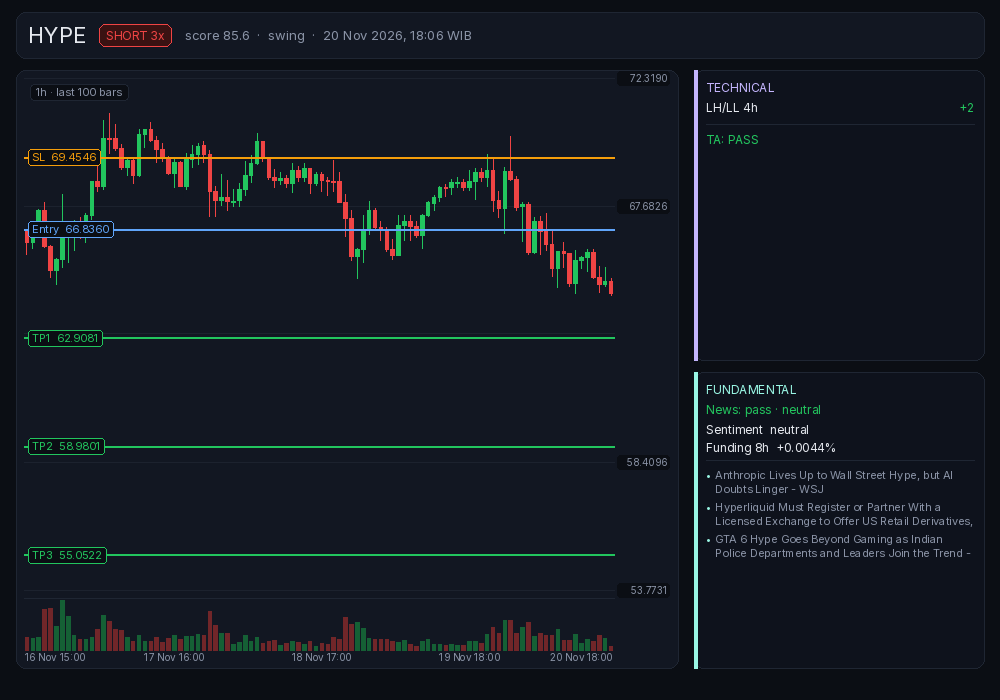 HYPE SHORT 3x score 85.6 · swing · 20 Nov 2026, 18:06 WIB
1h · last 100 bars
72.3190
SL 69.4546
67.6826
Entry 66.8360
TP1 62.9081
TP2 58.9801
58.4096
TP3 55.0522
53.7731
16 Nov 15:00 17 Nov 16:00 18 Nov 17:00 19 Nov 18:00 20 Nov 18:00
TECHNICAL
LH/LL 4h +2
TA: PASS
FUNDAMENTAL
News: pass · neutral
Sentiment neutral
Funding 8h +0.0044%
• Anthropic Lives Up to Wall Street Hype, but AI
Doubts Linger - WSJ
• Hyperliquid Must Register or Partner With a
Licensed Exchange to Offer US Retail Derivatives,
• GTA 6 Hype Goes Beyond Gaming as Indian
Police Departments and Leaders Join the Trend -